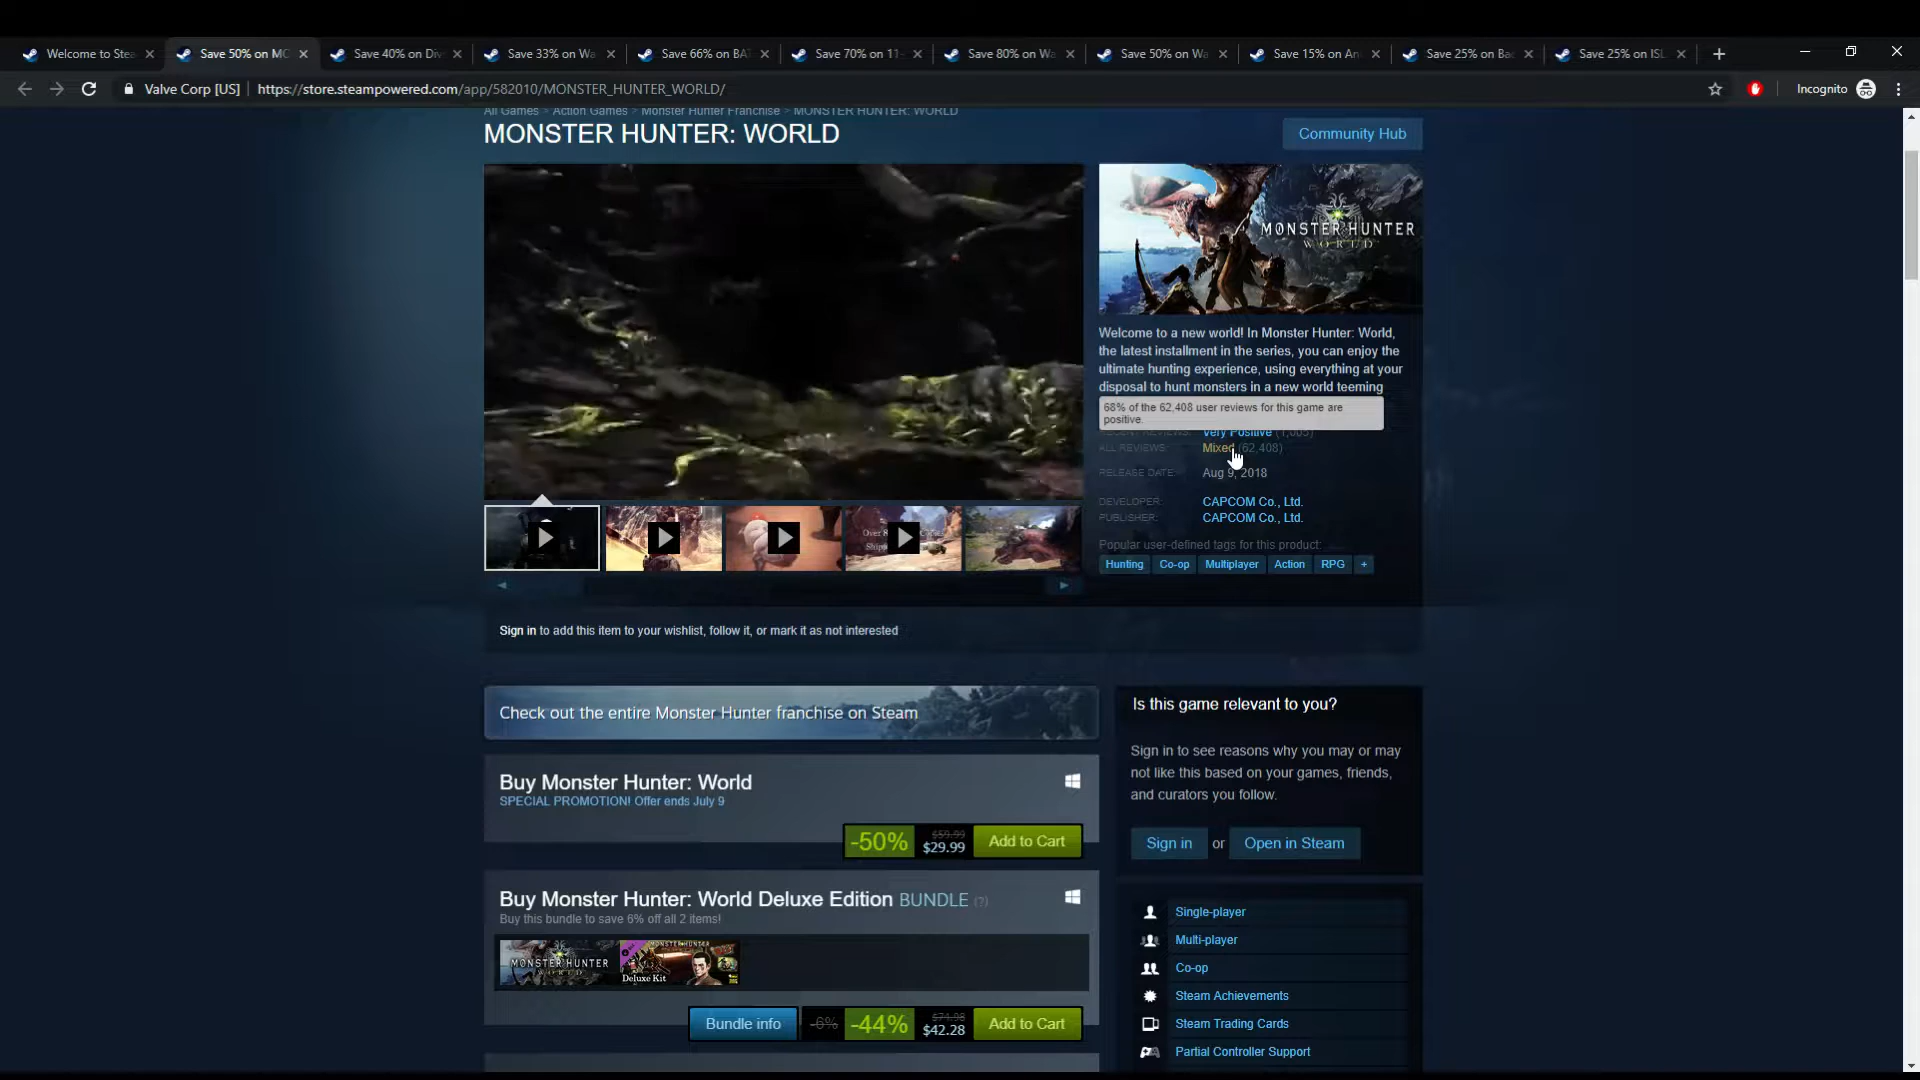 Welcome to Stea
Save 50% on MO
Save 40% on Div
Save 33% on Wa
Save 66% on BA
Save 70% on 11-
Save 80% on Wa
Save 50% on Wa
Save 15% on An
Save 25% on Ba
Save 25% on ISL
Valve Corp [US] | https://store.steampowered.com/app/582010/MONSTER_HUNTER_WORLD/
Incognito
All Games > Action Games > Monster Hunter Franchise > MONSTER HUNTER: WORLD
MONSTER HUNTER: WORLD
Community Hub
MONSTER HUNTER
WORLD
Welcome to a new world! In Monster Hunter: World,
the latest installment in the series, you can enjoy the
ultimate hunting experience, using everything at your
disposal to hunt monsters in a new world teeming
68% of the 62,408 user reviews for this game are
positive.
RECENT REVIEWS: Very Positive
ALL REVIEWS: Mixed (62,408)
RELEASE DATE: Aug 9, 2018
DEVELOPER: CAPCOM Co., Ltd.
PUBLISHER: CAPCOM Co., Ltd.
Popular user-defined tags for this product:
Hunting Co-op Multiplayer Action RPG +
Sign in to add this item to your wishlist, follow it, or mark it as not interested
Check out the entire Monster Hunter franchise on Steam
Buy Monster Hunter: World
SPECIAL PROMOTION! Offer ends July 9
-50% $59.99 $29.99 Add to Cart
Buy Monster Hunter: World Deluxe Edition BUNDLE (?)
Buy this bundle to save 6% off all 2 items!
MONSTER HUNTER
WORLD
MONSTER HUNTER
Deluxe Kit
Bundle info -6% -44% $74.98 $42.28 Add to Cart
Is this game relevant to you?
Sign in to see reasons why you may or may
not like this based on your games, friends,
and curators you follow.
Sign in or Open in Steam
Single-player
Multi-player
Co-op
Steam Achievements
Steam Trading Cards
Partial Controller Support